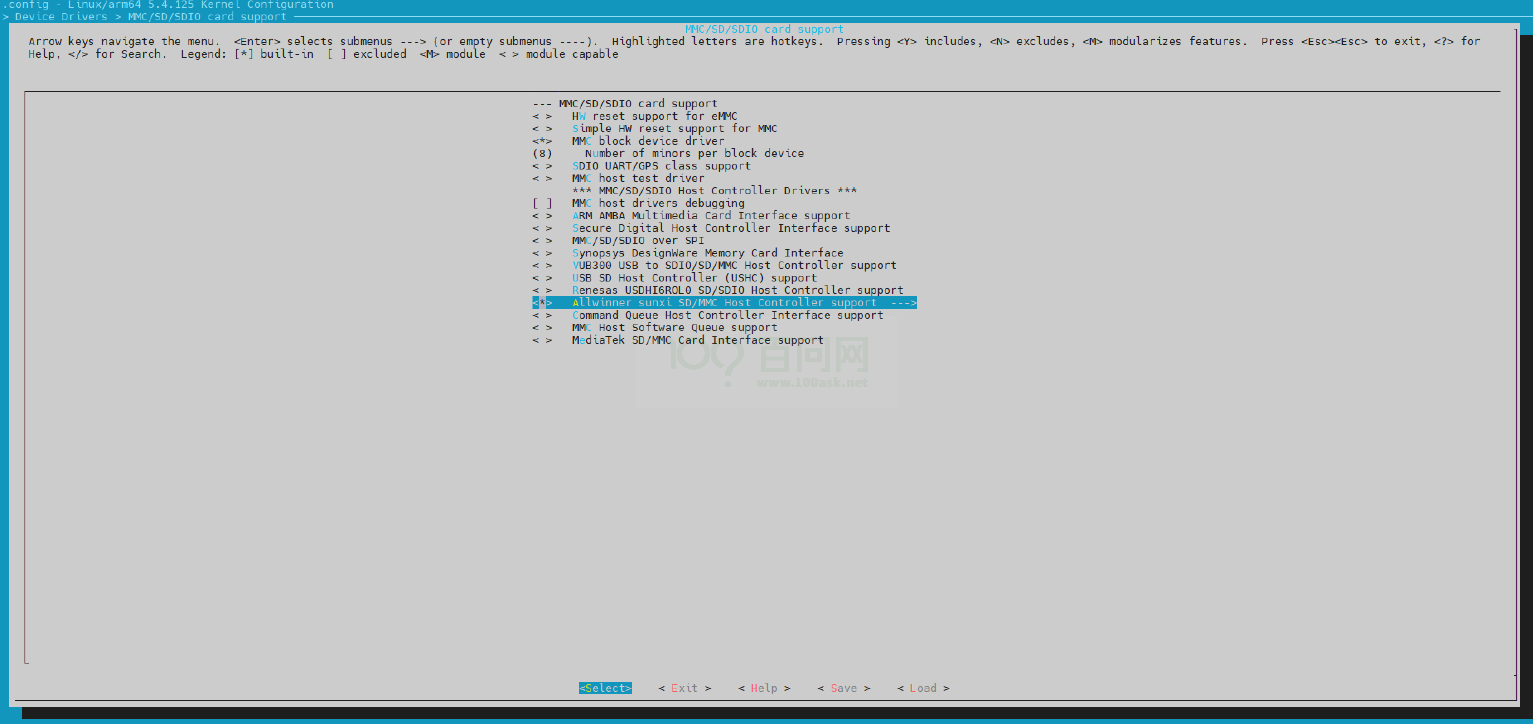 .config - Linux/arm64 5.4.125 Kernel Configuration
> Device Drivers > MMC/SD/SDIO card support
MMC/SD/SDIO card support
Arrow keys navigate the menu. <Enter> selects submenus ---> (or empty submenus ----). Highlighted letters are hotkeys. Pressing <Y> includes, <N> excludes, <M> modularizes features. Press <Esc><Esc> to exit, <?> for
Help, </> for Search. Legend: [*] built-in [ ] excluded <M> module < > module capable
--- MMC/SD/SDIO card support
< > HW reset support for eMMC
< > Simple HW reset support for MMC
<*> MMC block device driver
(8) Number of minors per block device
< > SDIO UART/GPS class support
< > MMC host test driver
*** MMC/SD/SDIO Host Controller Drivers ***
[ ] MMC host drivers debugging
< > ARM AMBA Multimedia Card Interface support
< > Secure Digital Host Controller Interface support
< > MMC/SD/SDIO over SPI
< > Synopsys DesignWare Memory Card Interface
< > VUB300 USB to SDIO/SD/MMC Host Controller support
< > USB SD Host Controller (USHC) support
< > Renesas USDHI6ROL0 SD/SDIO Host Controller support
<*> Allwinner sunxi SD/MMC Host Controller support --->
< > Command Queue Host Controller Interface support
< > MMC Host Software Queue support
< > MediaTek SD/MMC Card Interface support
百问网
www.100ask.net
<Select> < Exit > < Help > < Save > < Load >